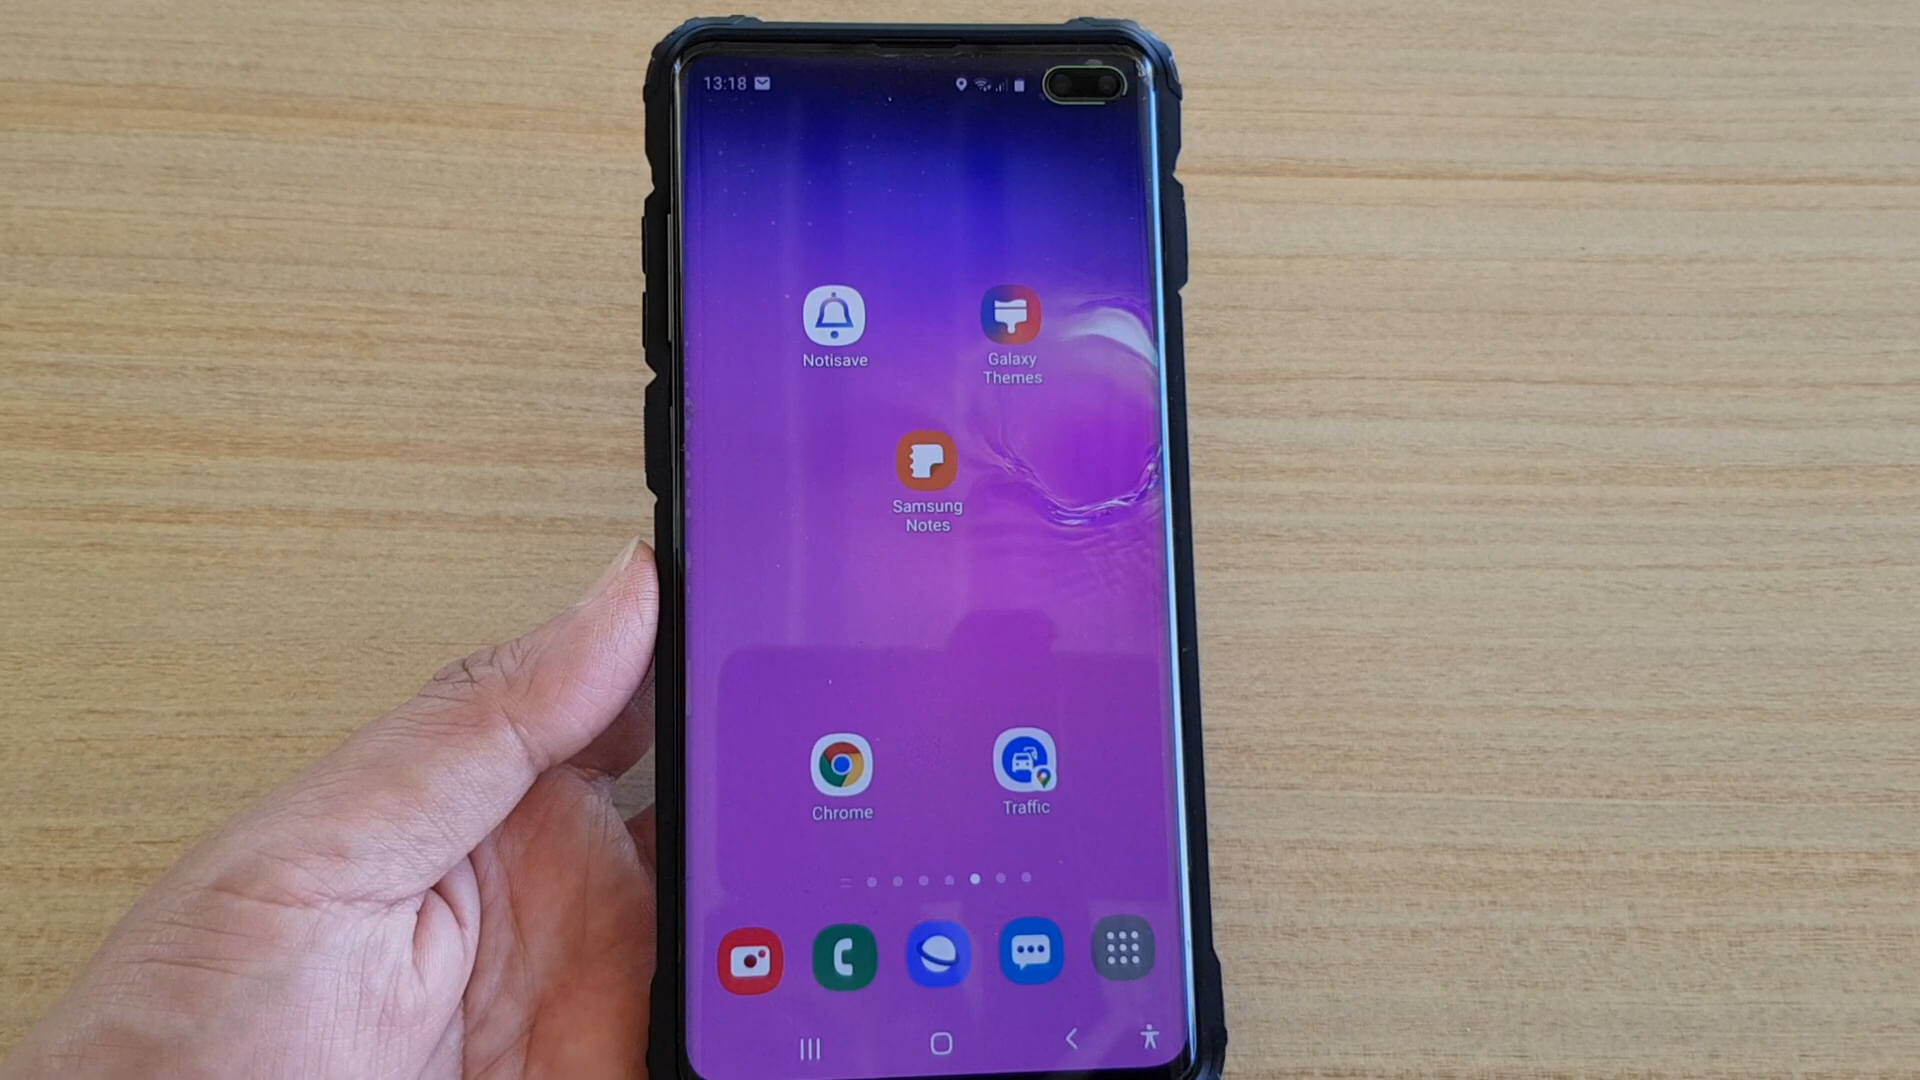 13:18
Notisave
Galaxy
Themes
Samsung
Notes
Chrome
Traffic